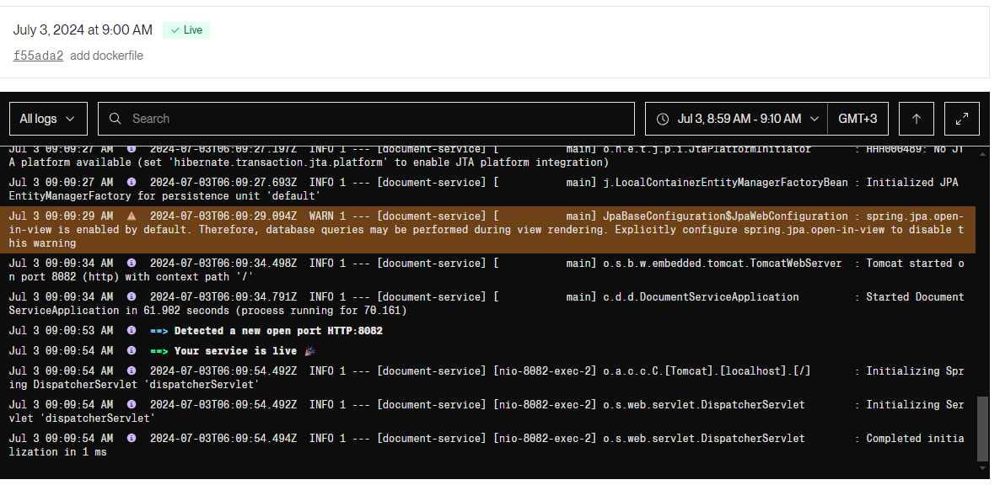 July 3, 2024 at 9:00 AM Live
f55ada2 add dockerfile
All logs Search Jul 3, 8:59 AM - 9:10 AM GMT+3
Jul 3 09:09:27 AM 2024-07-03T06:09:27.197Z INFO 1 --- [document-service] [ main] o.h.e.t.j.p.i.JtaPlatformInitiator : HHH000489: No JT
A platform available (set 'hibernate.transaction.jta.platform' to enable JTA platform integration)
Jul 3 09:09:27 AM 2024-07-03T06:09:27.693Z INFO 1 --- [document-service] [ main] j.LocalContainerEntityManagerFactoryBean : Initialized JPA
EntityManagerFactory for persistence unit 'default'
Jul 3 09:09:29 AM 2024-07-03T06:09:29.094Z WARN 1 --- [document-service] [ main] JpaBaseConfiguration$JpaWebConfiguration : spring.jpa.open-
in-view is enabled by default. Therefore, database queries may be performed during view rendering. Explicitly configure spring.jpa.open-in-view to disable t
his warning
Jul 3 09:09:34 AM 2024-07-03T06:09:34.498Z INFO 1 --- [document-service] [ main] o.s.b.w.embedded.tomcat.TomcatWebServer : Tomcat started o
n port 8082 (http) with context path '/'
Jul 3 09:09:34 AM 2024-07-03T06:09:34.791Z INFO 1 --- [document-service] [ main] c.d.d.DocumentServiceApplication : Started Document
ServiceApplication in 61.902 seconds (process running for 70.161)
Jul 3 09:09:53 AM ==> Detected a new open port HTTP:8082
Jul 3 09:09:54 AM ==> Your service is live 🎉
Jul 3 09:09:54 AM 2024-07-03T06:09:54.492Z INFO 1 --- [document-service] [nio-8082-exec-2] o.a.c.c.C.[Tomcat].[localhost].[/] : Initializing Spr
ing DispatcherServlet 'dispatcherServlet'
Jul 3 09:09:54 AM 2024-07-03T06:09:54.492Z INFO 1 --- [document-service] [nio-8082-exec-2] o.s.web.servlet.DispatcherServlet : Initializing Ser
vlet 'dispatcherServlet'
Jul 3 09:09:54 AM 2024-07-03T06:09:54.494Z INFO 1 --- [document-service] [nio-8082-exec-2] o.s.web.servlet.DispatcherServlet : Completed initia
lization in 1 ms